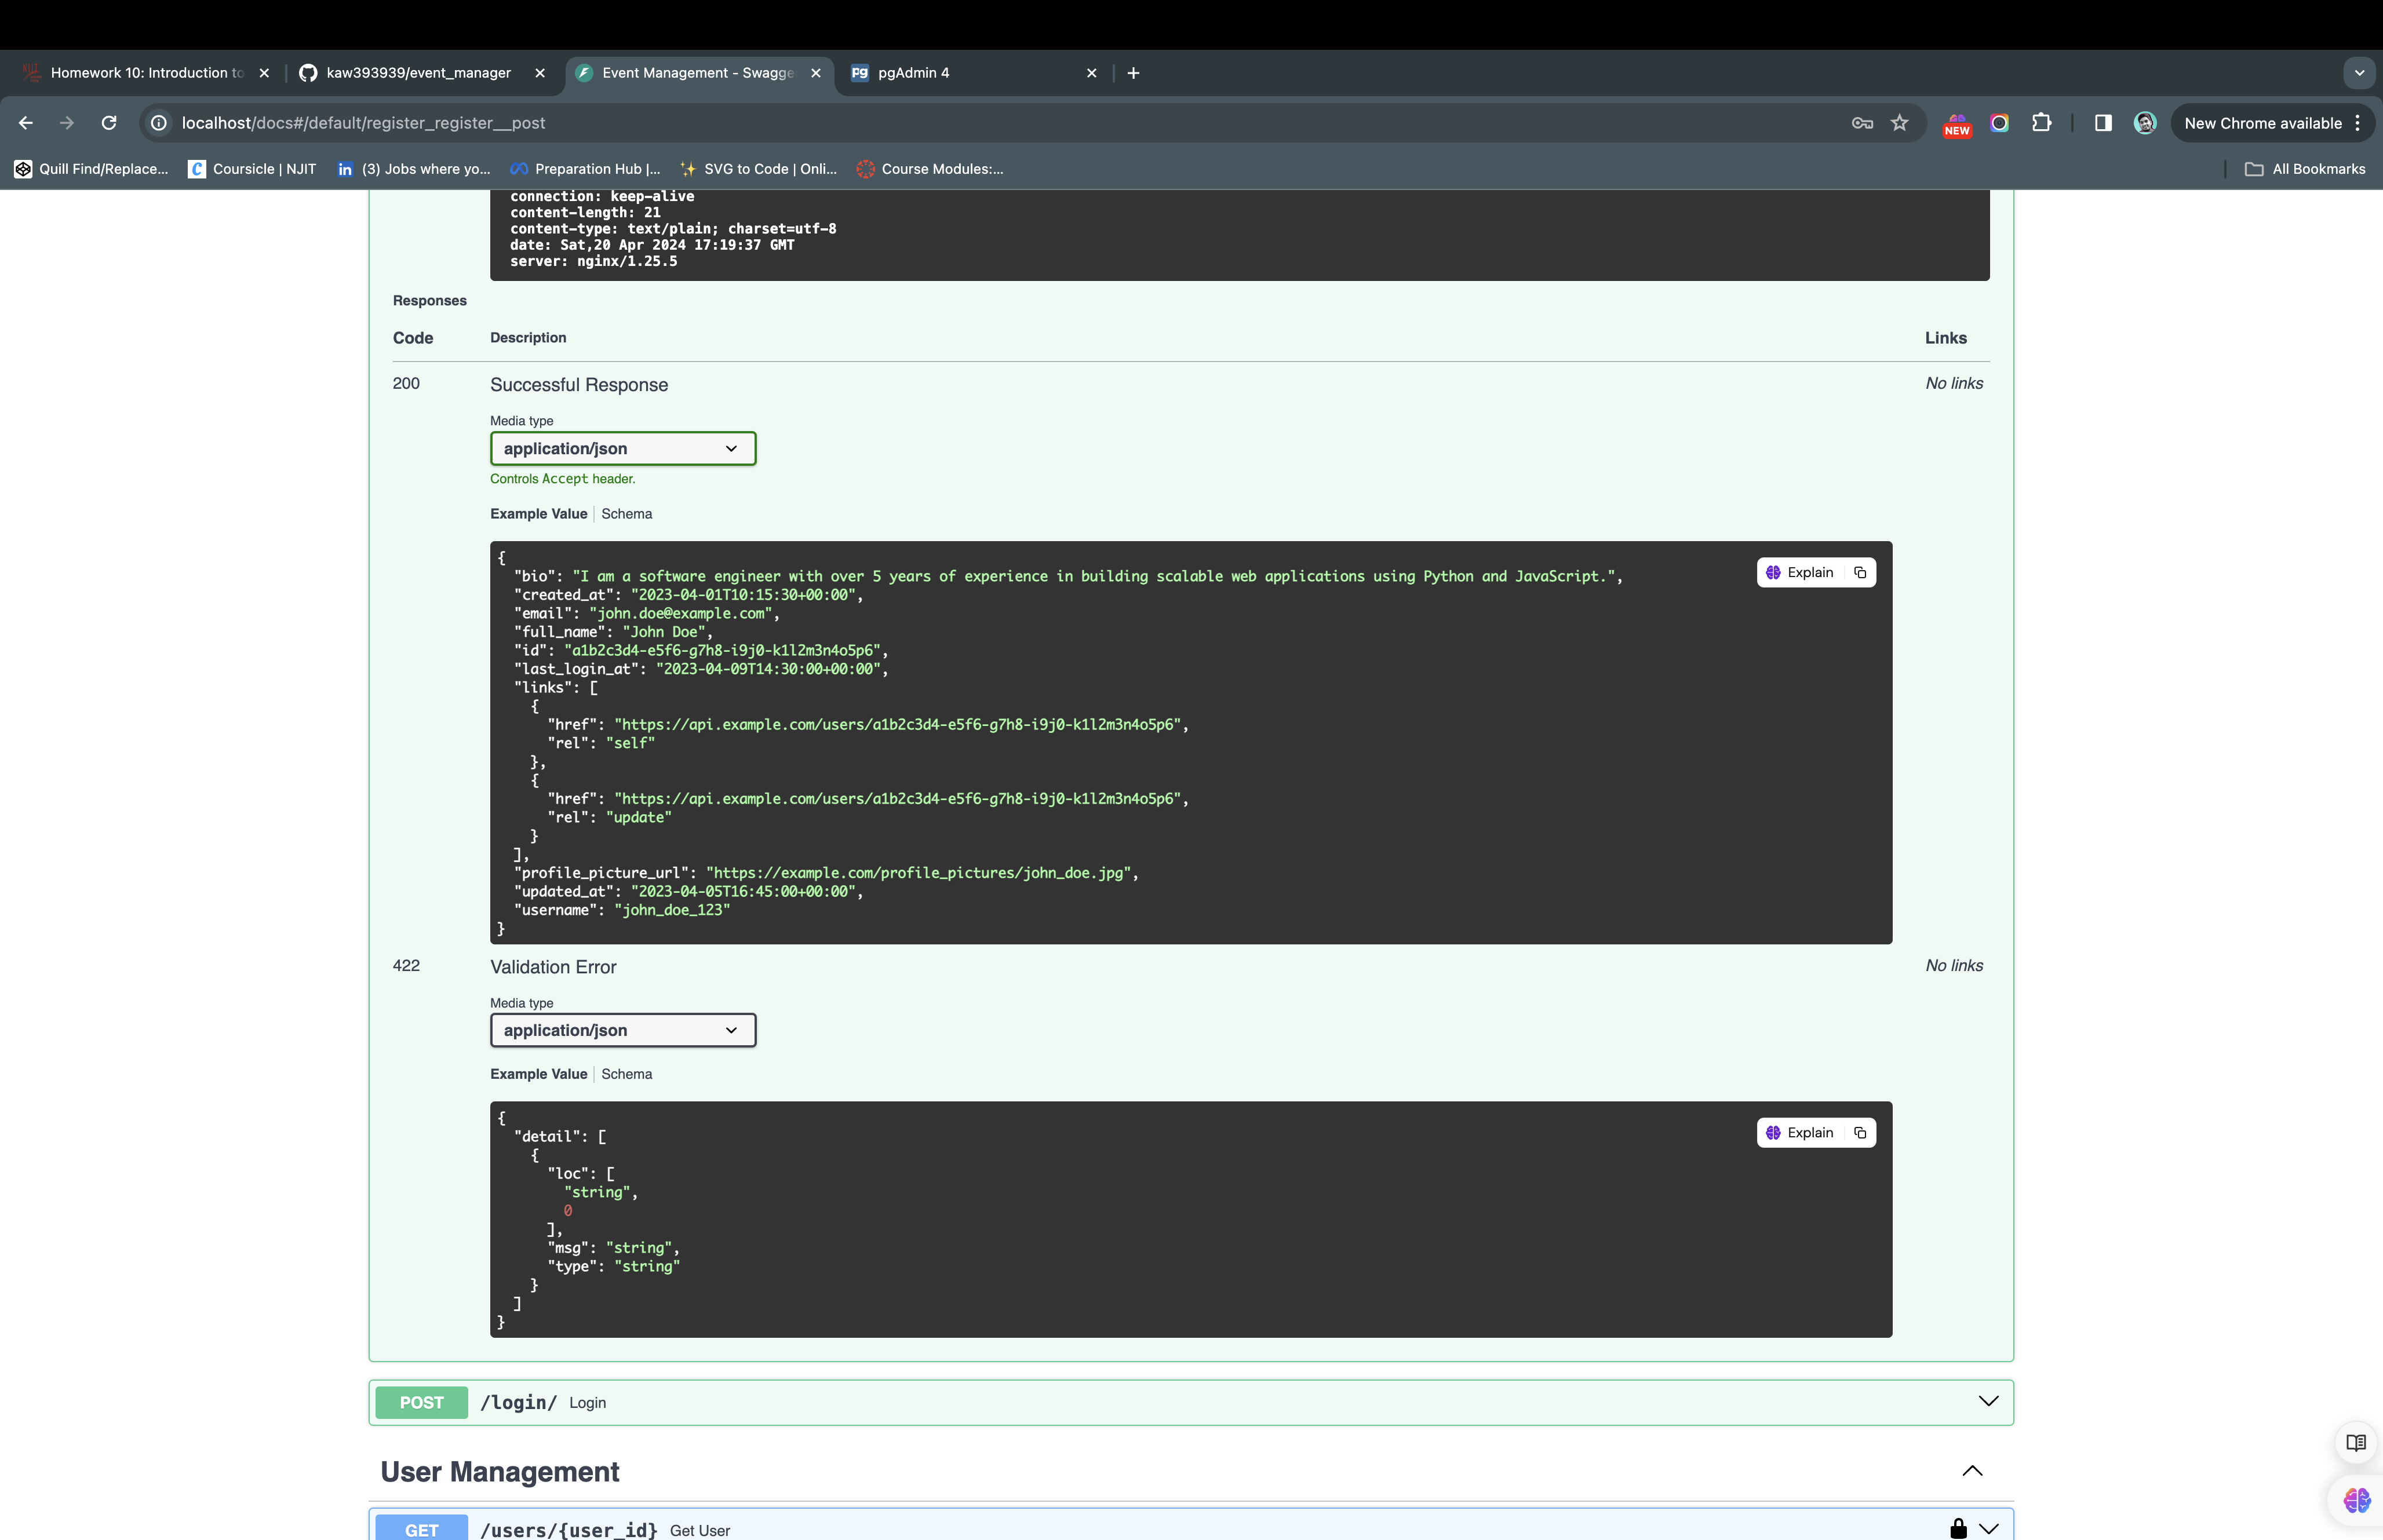 Homework 10: Introduction to
kaw393939/event_manager
Event Management - Swagge
pgAdmin 4
localhost/docs#/default/register_register__post
NEW
New Chrome available
Quill Find/Replace...
Coursicle | NJIT
(3) Jobs where yo...
Preparation Hub |...
SVG to Code | Onli...
Course Modules:...
All Bookmarks
connection: keep-alive
content-length: 21
content-type: text/plain; charset=utf-8
date: Sat,20 Apr 2024 17:19:37 GMT
server: nginx/1.25.5
Responses
Code Description Links
200 Successful Response No links
Media type
application/json
Controls Accept header.
Example Value Schema
{
"bio": "I am a software engineer with over 5 years of experience in building scalable web applications using Python and JavaScript.",
Explain
"created_at": "2023-04-01T10:15:30+00:00",
"email": "john.doe@example.com",
"full_name": "John Doe",
"id": "a1b2c3d4-e5f6-g7h8-i9j0-k1l2m3n4o5p6",
"last_login_at": "2023-04-09T14:30:00+00:00",
"links": [
{
"href": "https://api.example.com/users/a1b2c3d4-e5f6-g7h8-i9j0-k1l2m3n4o5p6",
"rel": "self"
},
{
"href": "https://api.example.com/users/a1b2c3d4-e5f6-g7h8-i9j0-k1l2m3n4o5p6",
"rel": "update"
}
],
"profile_picture_url": "https://example.com/profile_pictures/john_doe.jpg",
"updated_at": "2023-04-05T16:45:00+00:00",
"username": "john_doe_123"
}
422 Validation Error No links
Media type
application/json
Example Value Schema
{
Explain
"detail": [
{
"loc": [
"string",
0
],
"msg": "string",
"type": "string"
}
]
}
POST /login/ Login
User Management
GET /users/{user_id} Get User